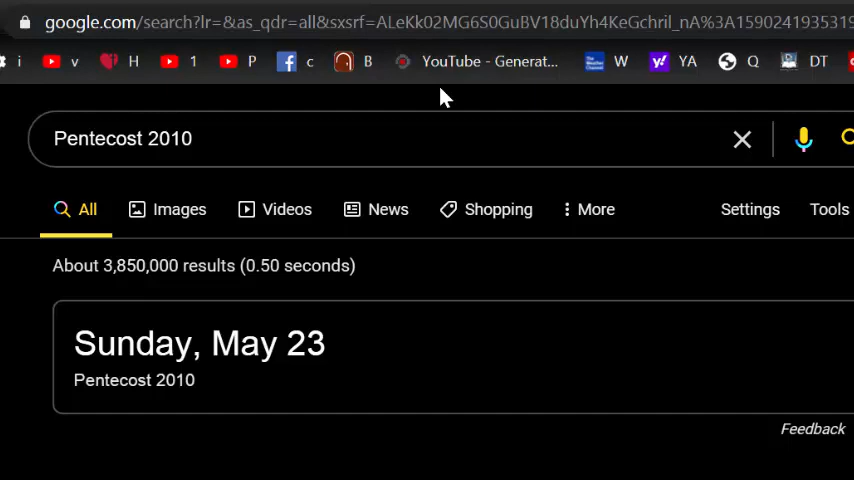 google.com/search?lr=&as_qdr=all&sxsrf=ALeKk02MG6S0GuBV18duYh4KeGchril_nA%3A1590241935319
i v H 1 P f c B YouTube - Generat... W y! YA Q DT
Pentecost 2010
All Images Videos News Shopping More Settings Tools
About 3,850,000 results (0.50 seconds)
Sunday, May 23
Pentecost 2010
Feedback